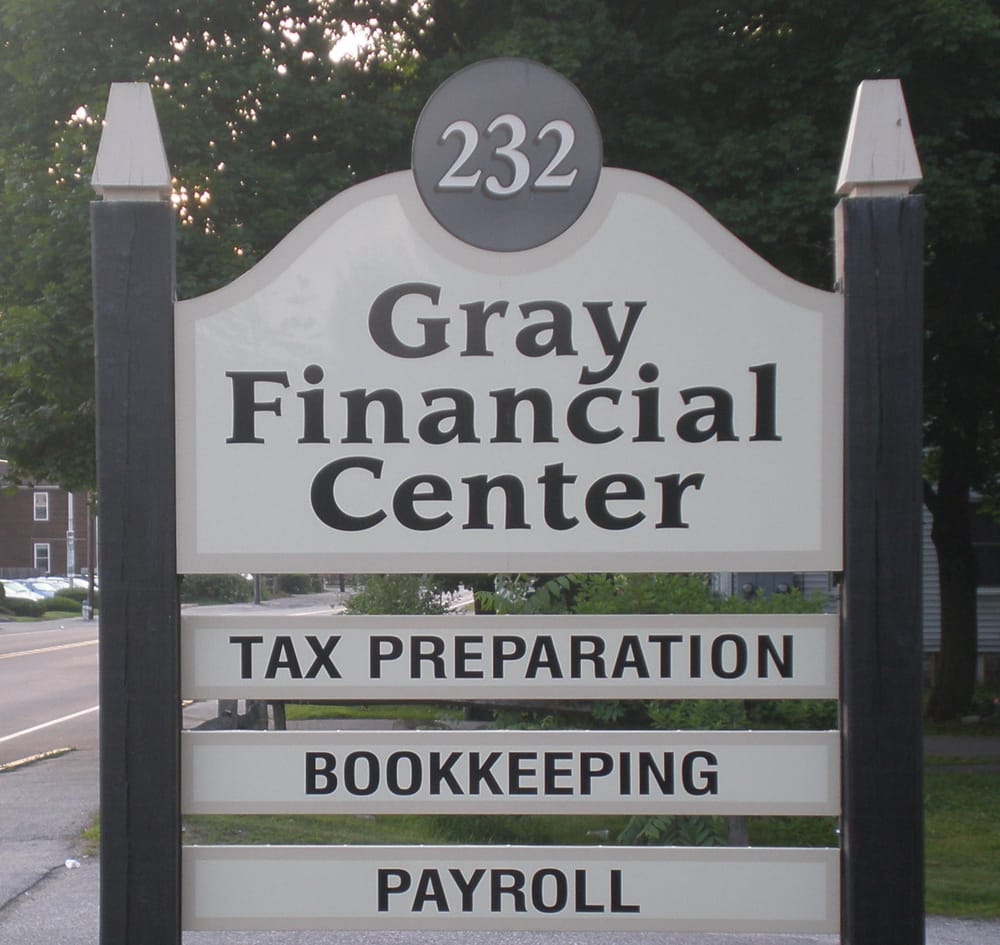 232
Gray
Financial
Center
TAX PREPARATION
BOOKKEEPING
PAYROLL